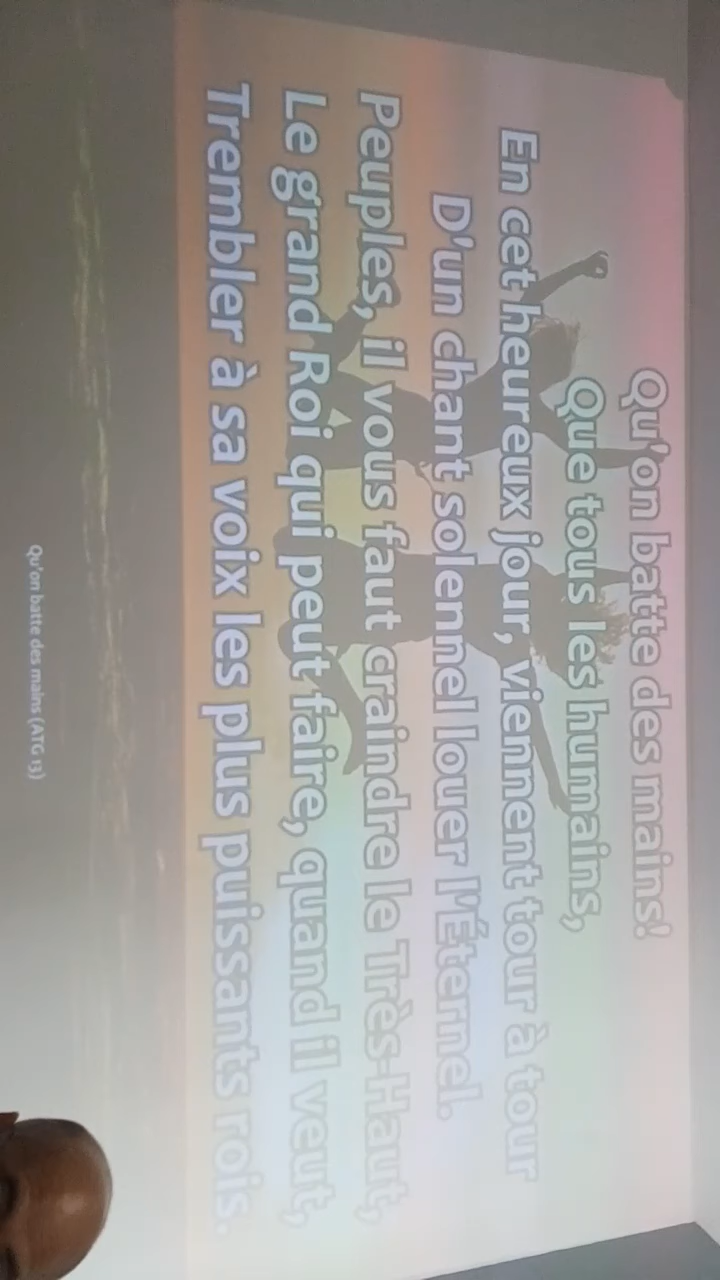 Qu'on batte des mains!
Que tous les humains,
En cet heureux jour, viennent tour à tour
D'un chant solennel louer l'Éternel.
Peuples, il vous faut craindre le Très-Haut,
Le grand Roi qui peut faire, quand il veut,
Trembler à sa voix les plus puissants rois.
Qu'on batte des mains (ATG 13)